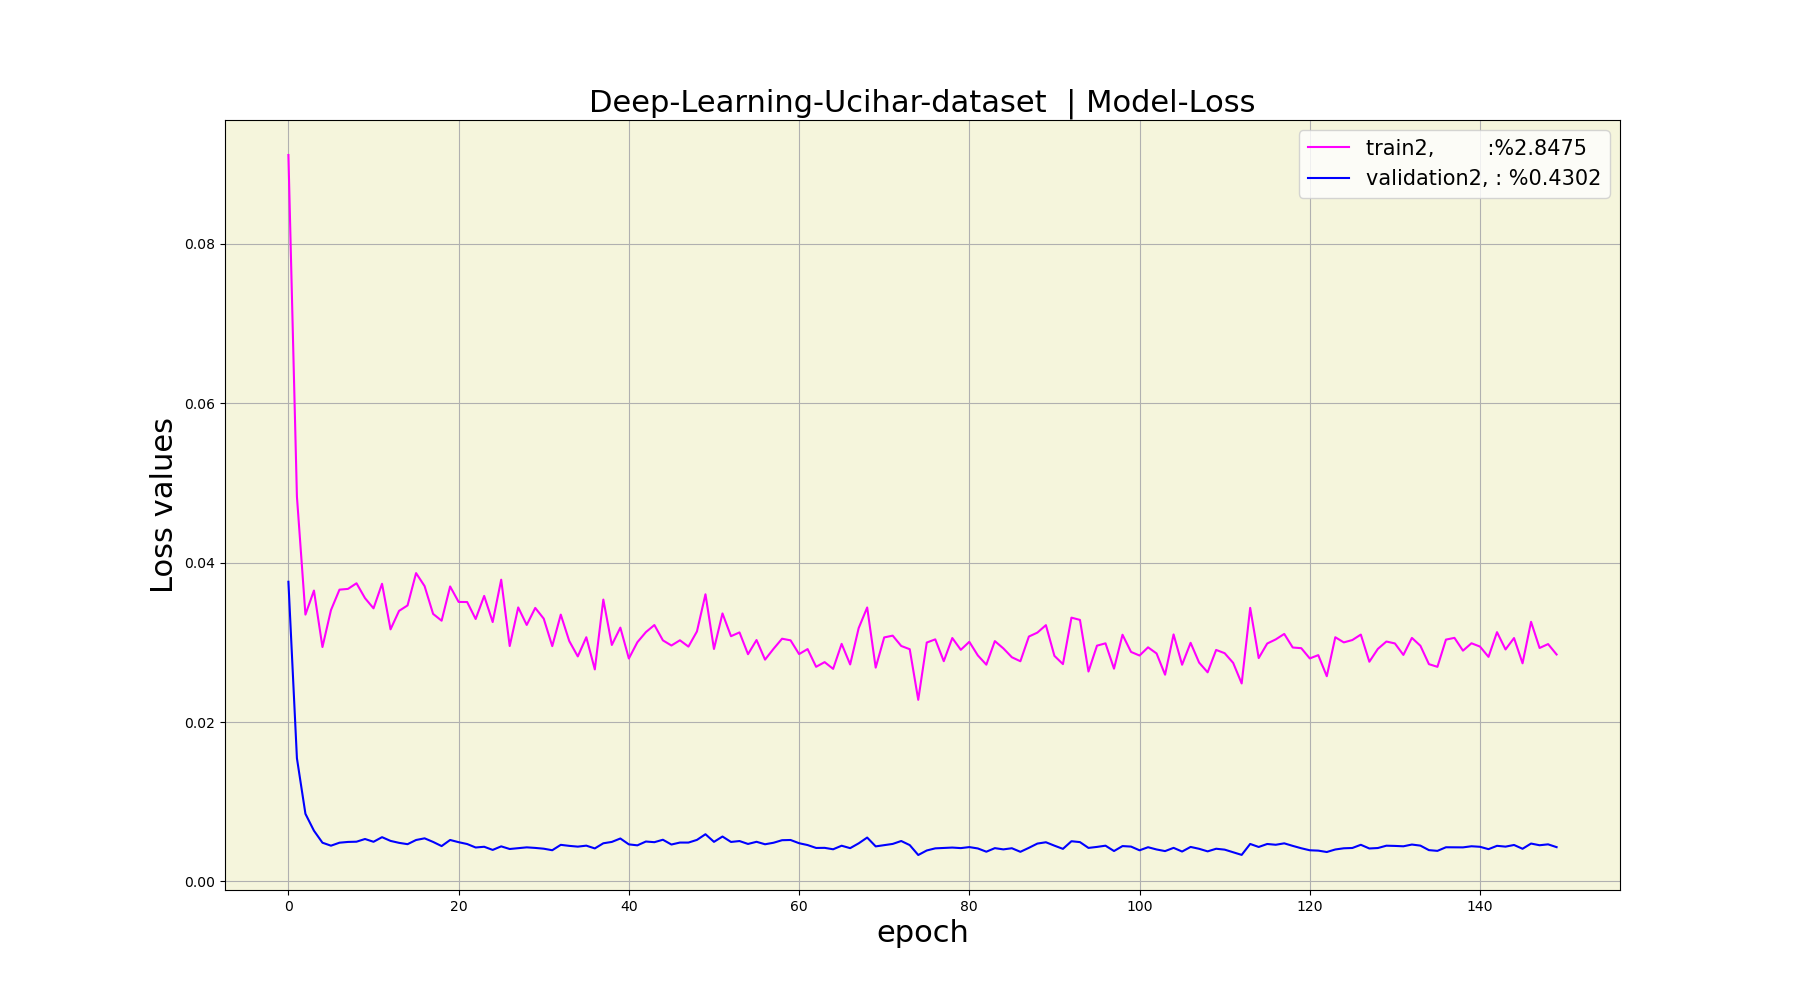 Deep-Learning-Ucihar-dataset  | Model-Loss
train2,        :%2.8475
validation2, : %0.4302
Loss values
0.08
0.06
0.04
0.02
0.00
0 20 40 60 80 100 120 140
epoch